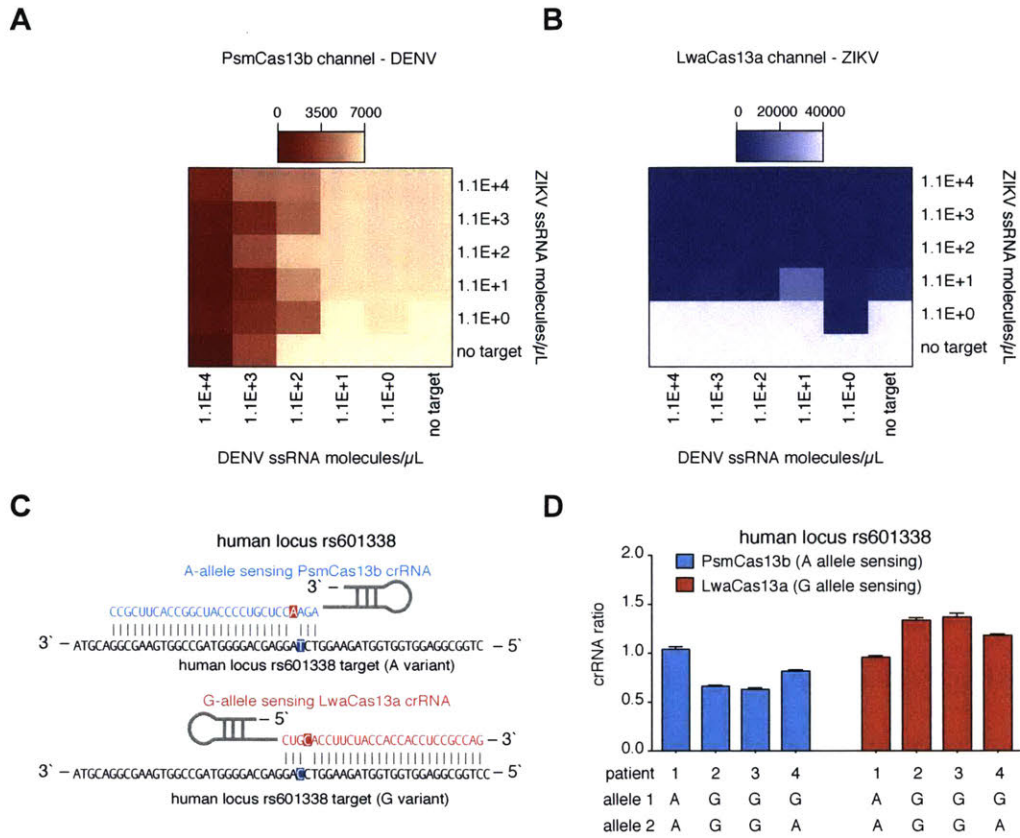 A
PsmCas13b channel - DENV
0 3500 7000
1.1E+4
1.1E+3
1.1E+2
1.1E+1
1.1E+0
no target
ZIKV ssRNA molecules/µL
1.1E+4 1.1E+3 1.1E+2 1.1E+1 1.1E+0 no target
DENV ssRNA molecules/µL
B
LwaCas13a channel - ZIKV
0 20000 40000
1.1E+4
1.1E+3
1.1E+2
1.1E+1
1.1E+0
no target
ZIKV ssRNA molecules/µL
1.1E+4 1.1E+3 1.1E+2 1.1E+1 1.1E+0 no target
DENV ssRNA molecules/µL
C
human locus rs601338
A-allele sensing PsmCas13b crRNA
3` –
CCGCUUCACCGGCUACCCCUGCUCCAAGA
3` – ATGCAGGCGAAGTGGCCGATGGGGACGAGGATCTGGAAGATGGTGGTGGAGGCGGTC – 5`
human locus rs601338 target (A variant)
G-allele sensing LwaCas13a crRNA
– 5`
CUGCACCUUCUACCACCACCUCCGCCAG – 3`
3` – ATGCAGGCGAAGTGGCCGATGGGGACGAGGACCTGGAAGATGGTGGTGGAGGCGGTCC – 5`
human locus rs601338 target (G variant)
D
human locus rs601338
PsmCas13b (A allele sensing)
LwaCas13a (G allele sensing)
crRNA ratio
2.0
1.5
1.0
0.5
0.0
patient 1 2 3 4 1 2 3 4
allele 1 A G G G A G G G
allele 2 A G G A A G G A